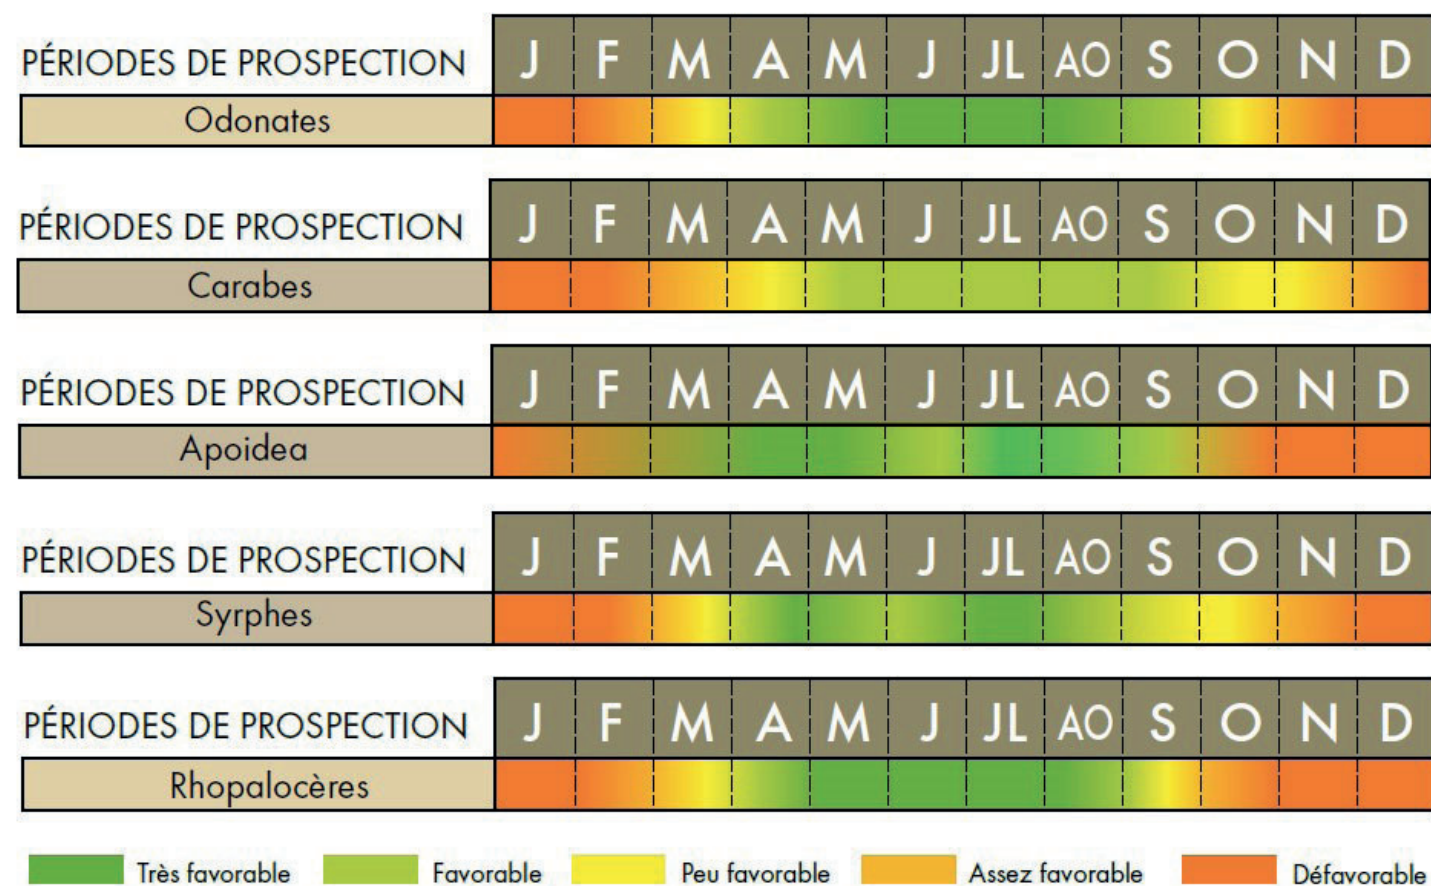 PÉRIODES DE PROSPECTION J F M A M J JL AO S O N D
Odonates
PÉRIODES DE PROSPECTION J F M A M J JL AO S O N D
Carabes
PÉRIODES DE PROSPECTION J F M A M J JL AO S O N D
Apoidea
PÉRIODES DE PROSPECTION J F M A M J JL AO S O N D
Syrphes
PÉRIODES DE PROSPECTION J F M A M J JL AO S O N D
Rhopalocères
Très favorable Favorable Peu favorable Assez favorable Défavorable